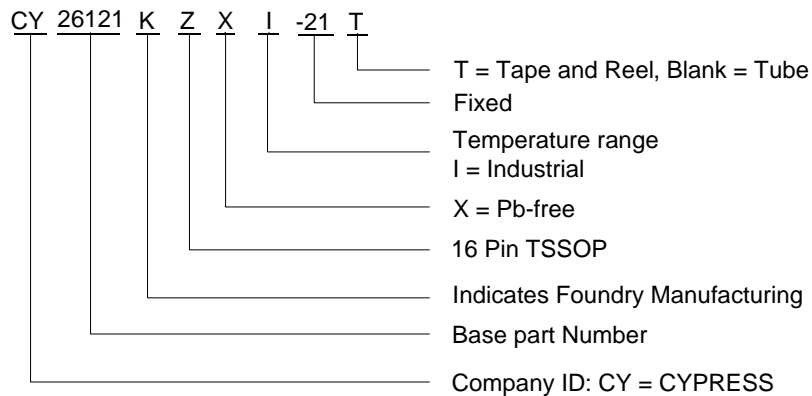 CY 26121 K Z X I -21 T
T = Tape and Reel, Blank = Tube
Fixed
Temperature range
I = Industrial
X = Pb-free
16 Pin TSSOP
Indicates Foundry Manufacturing
Base part Number
Company ID: CY = CYPRESS